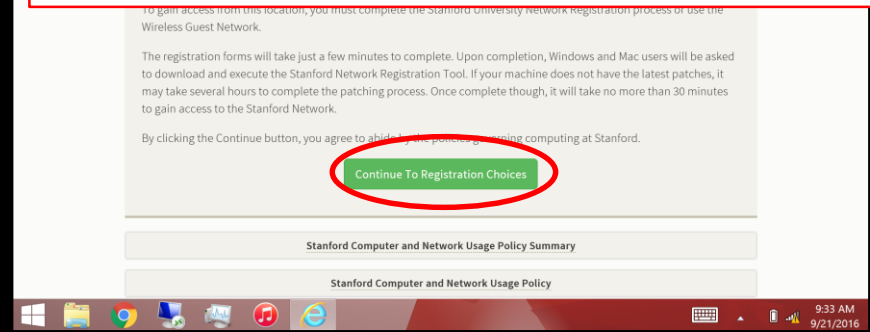 To gain access from this location, you must complete the Stanford University Network Registration process or use the
Wireless Guest Network.
The registration forms will take just a few minutes to complete. Upon completion, Windows and Mac users will be asked
to download and execute the Stanford Network Registration Tool. If your machine does not have the latest patches, it
may take several hours to complete the patching process. Once complete though, it will take no more than 30 minutes
to gain access to the Stanford Network.
By clicking the Continue button, you agree to abide by the policies governing computing at Stanford.
Continue To Registration Choices
Stanford Computer and Network Usage Policy Summary
Stanford Computer and Network Usage Policy
9:33 AM
9/21/2016